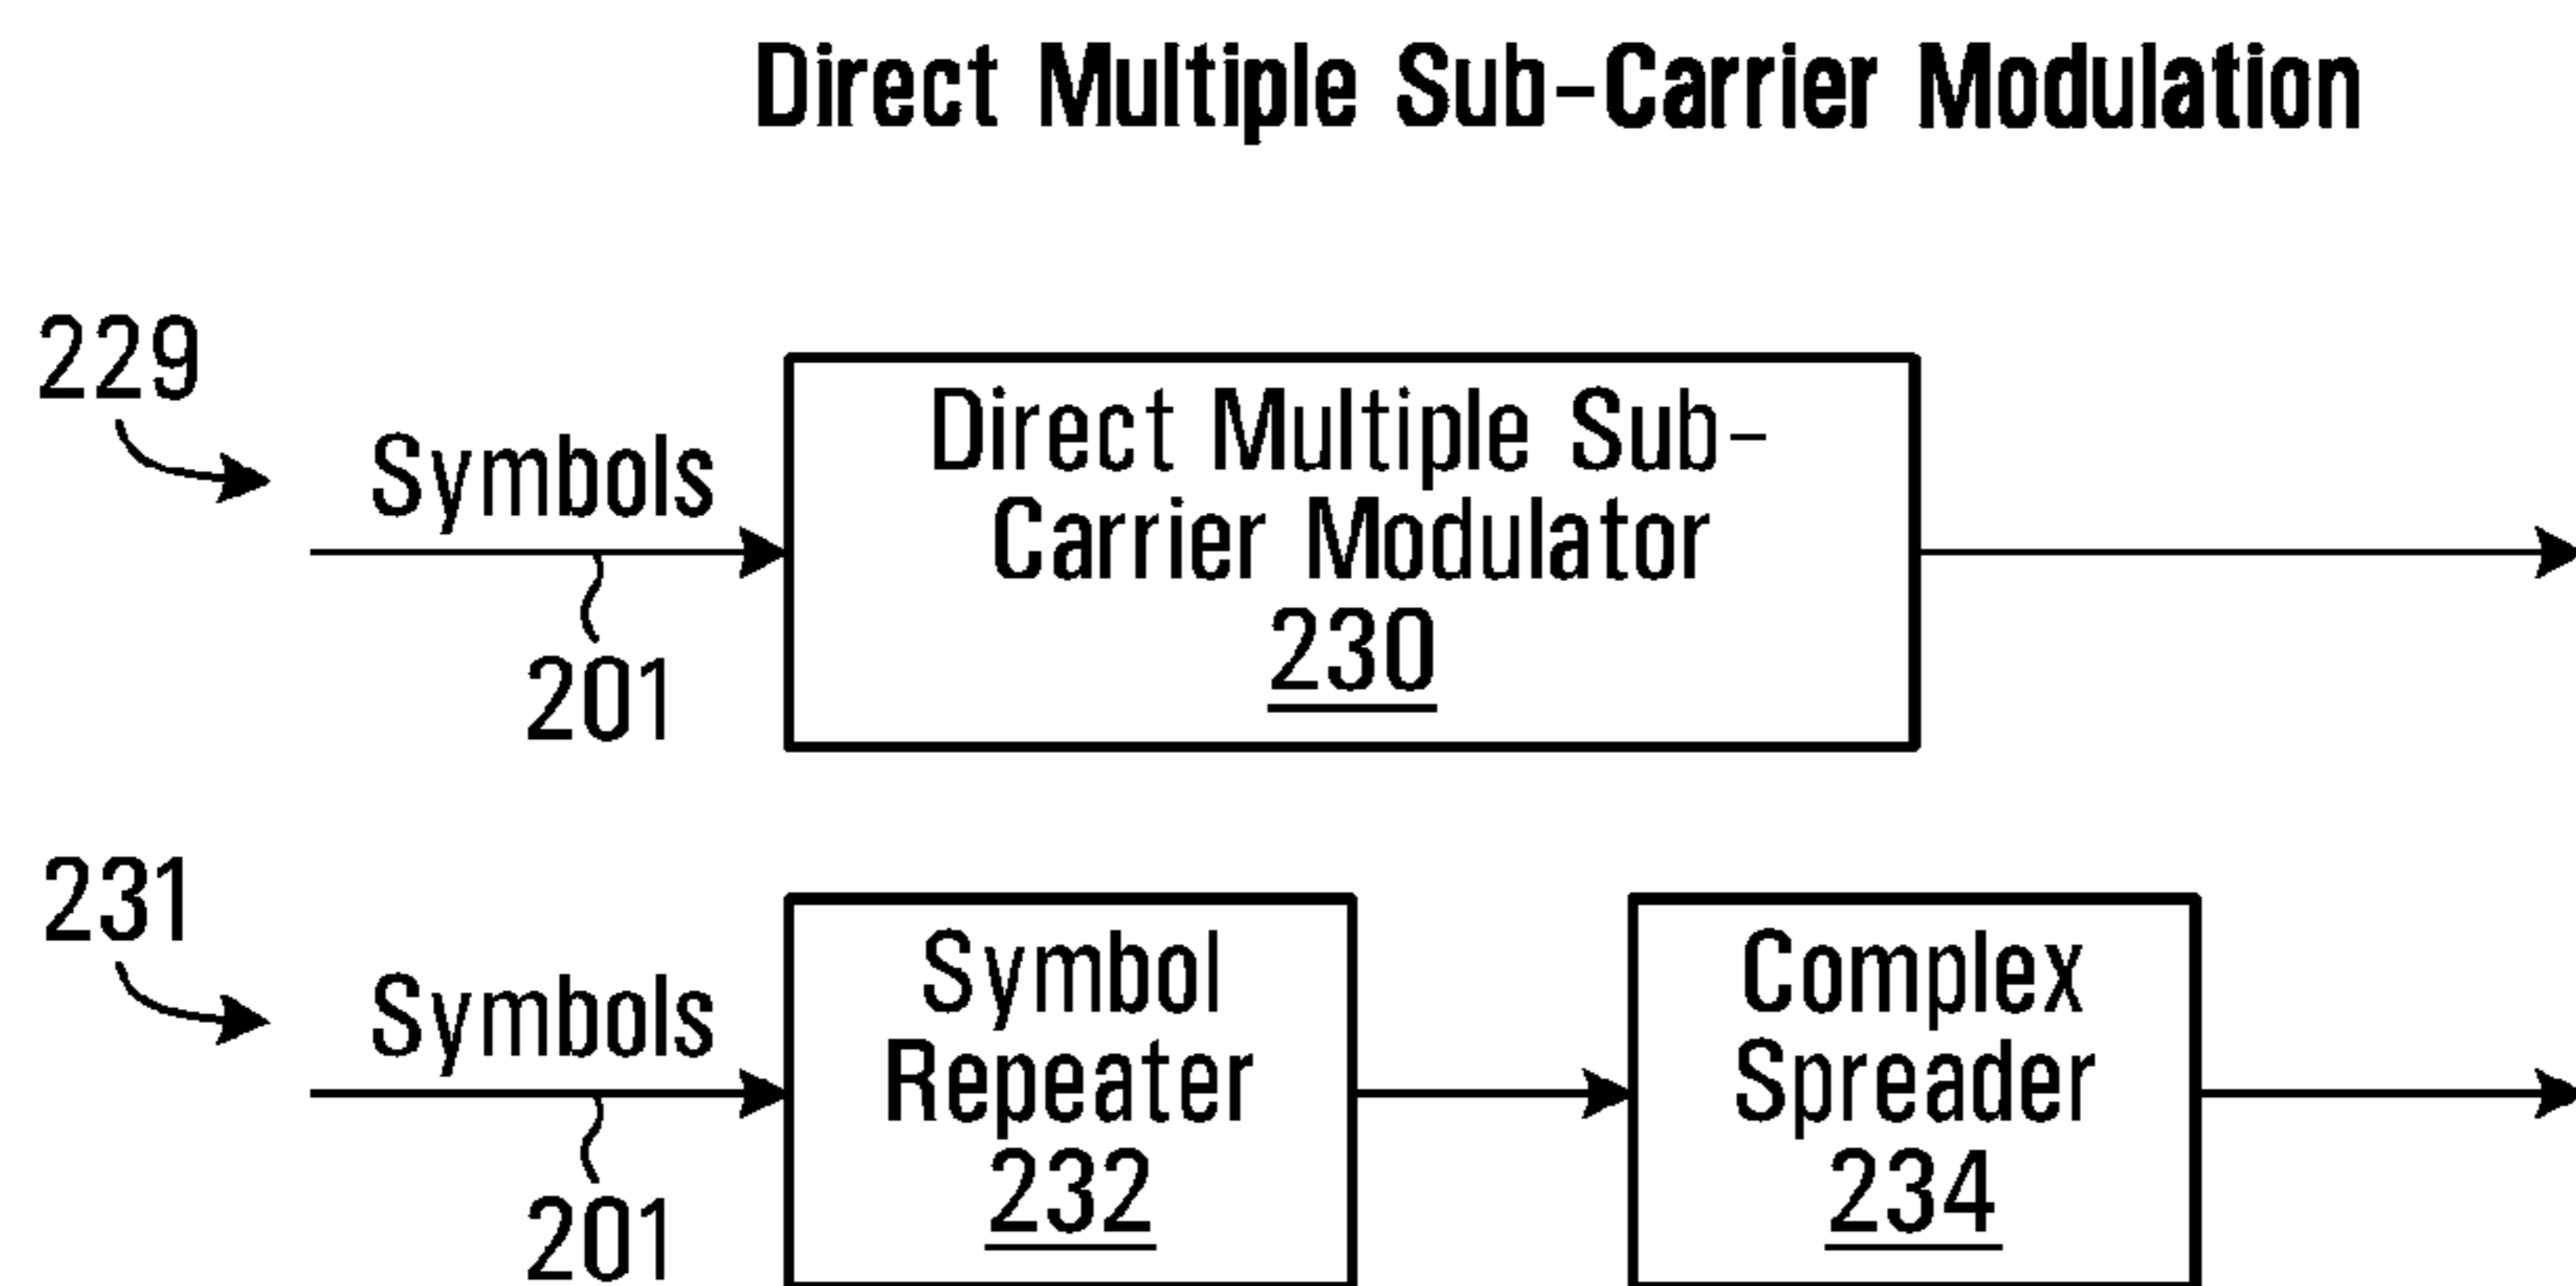 Direct Multiple Sub-Carrier Modulation
229
Symbols
201
Direct Multiple Sub-
Carrier Modulator
230
231
Symbols
201
Symbol
Repeater
232
Complex
Spreader
234